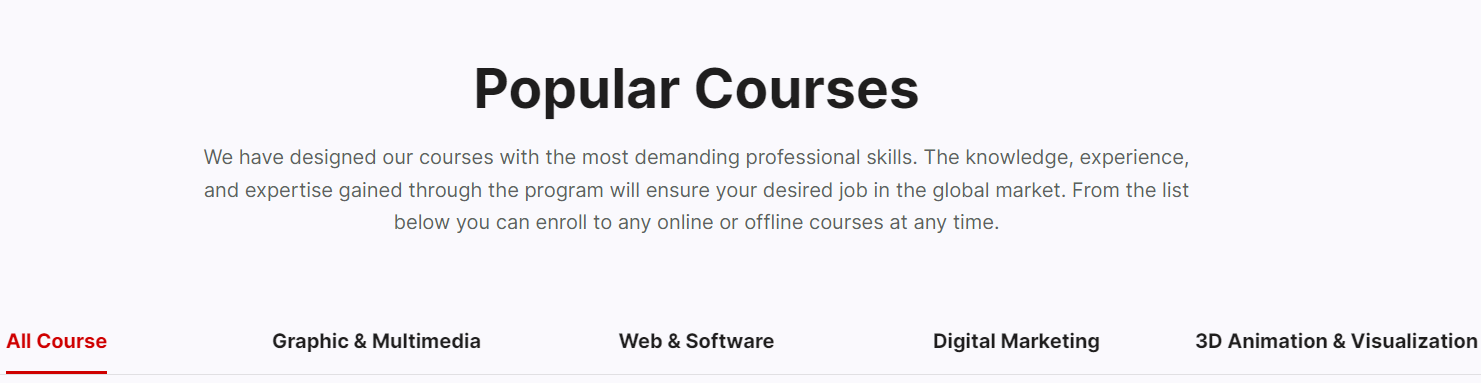 Popular Courses
We have designed our courses with the most demanding professional skills. The knowledge, experience,
and expertise gained through the program will ensure your desired job in the global market. From the list
below you can enroll to any online or offline courses at any time.
All Course Graphic & Multimedia Web & Software Digital Marketing 3D Animation & Visualization